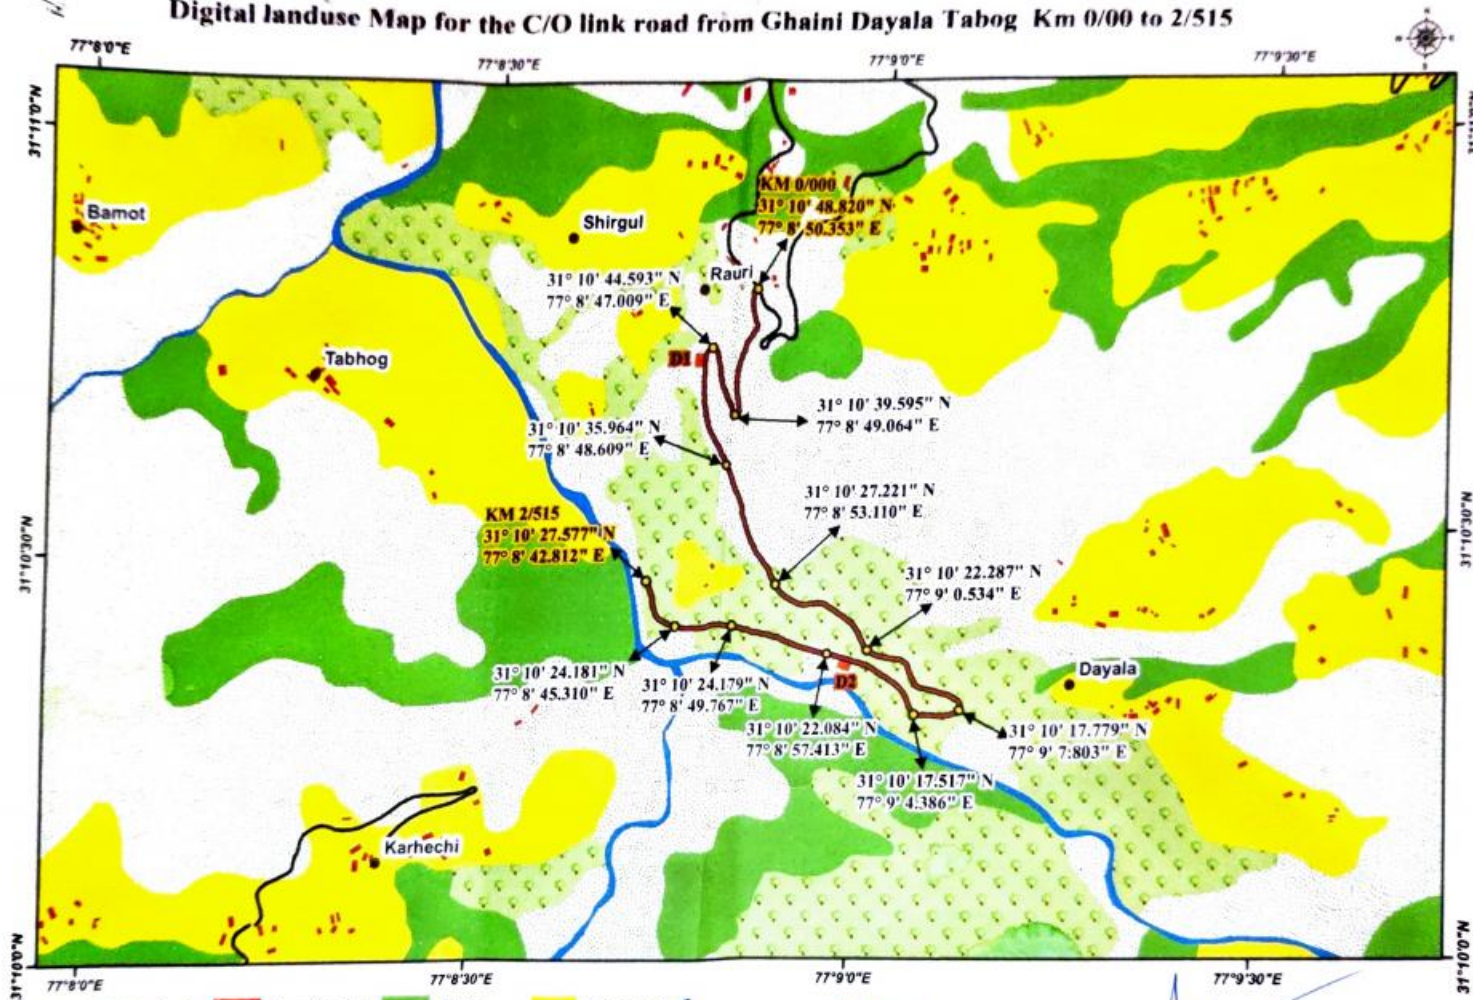 Digital landuse Map for the C/O link road from Ghaini Dayala Tabog Km 0/00 to 2/515
77°8'0"E
77°8'30"E
77°9'0"E
77°9'30"E
31°11'0"N
Bamot
Shirgul
KM 0/000
31° 10' 48.820" N
77° 8' 50.353" E
31° 10' 44.593" N
77° 8' 47.009" E
Rauri
Tabhog
D1
31° 10' 39.595" N
77° 8' 49.064" E
31° 10' 35.964" N
77° 8' 48.609" E
31° 10' 27.221" N
77° 8' 53.110" E
KM 2/515
31° 10' 27.577" N
77° 8' 42.812" E
31°10'30"N
31°10'30"N
31° 10' 22.287" N
77° 9' 0.534" E
31° 10' 24.181" N
77° 8' 45.310" E
31° 10' 24.179" N
77° 8' 49.767" E
D2
Dayala
31° 10' 22.084" N
77° 8' 57.413" E
31° 10' 17.779" N
77° 9' 7.803" E
31° 10' 17.517" N
77° 9' 4.386" E
Karhechi
31°10'0"N
31°10'0"N
77°8'0"E
77°8'30"E
77°9'0"E
77°9'30"E